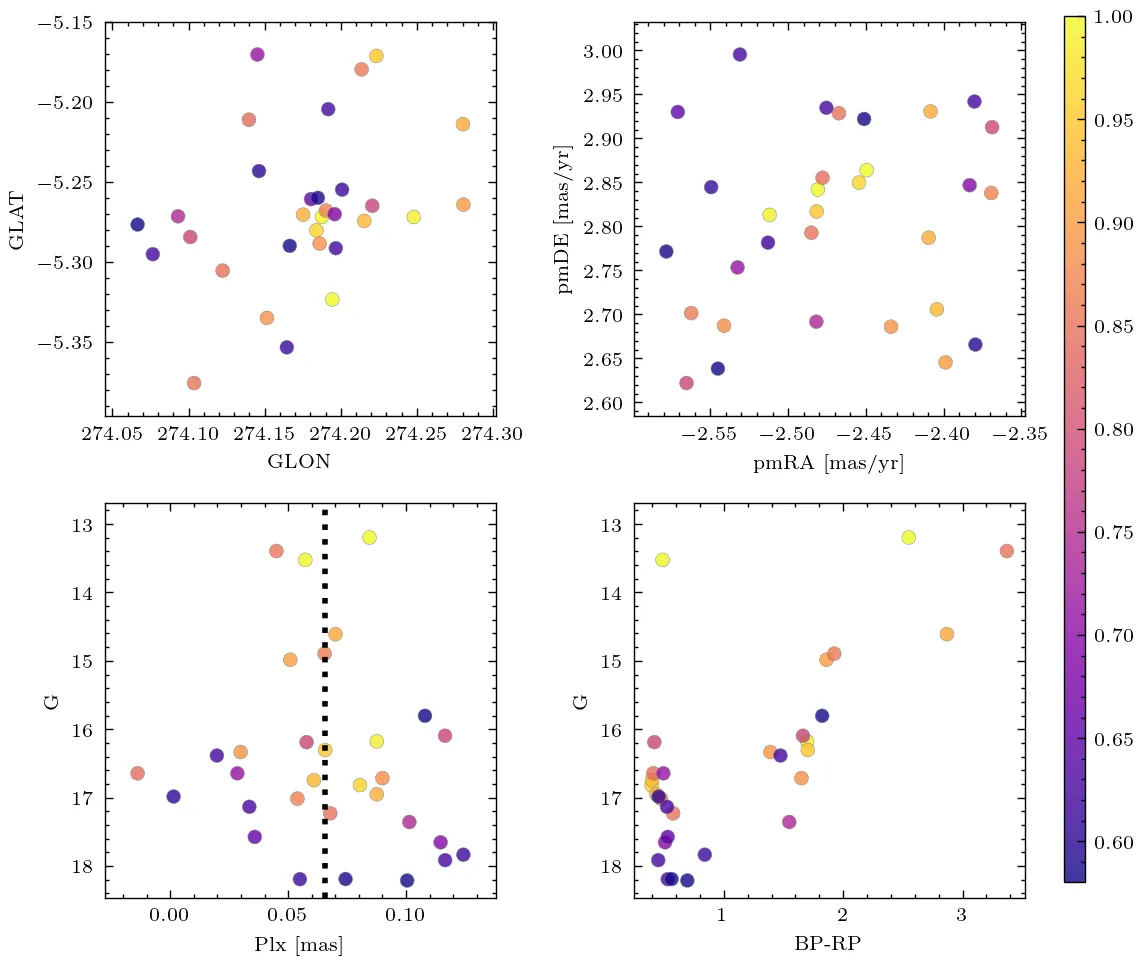 −5.15
−5.20
−5.25
−5.30
−5.35
GLAT
274.05 274.10 274.15 274.20 274.25 274.30
GLON
3.00
2.95
2.90
2.85
2.80
2.75
2.70
2.65
2.60
pmDE [mas/yr]
−2.55 −2.50 −2.45 −2.40 −2.35
pmRA [mas/yr]
1.00
0.95
0.90
0.85
0.80
0.75
0.70
0.65
0.60
13
14
15
16
17
18
G
0.00 0.05 0.10
Plx [mas]
13
14
15
16
17
18
G
1 2 3
BP-RP